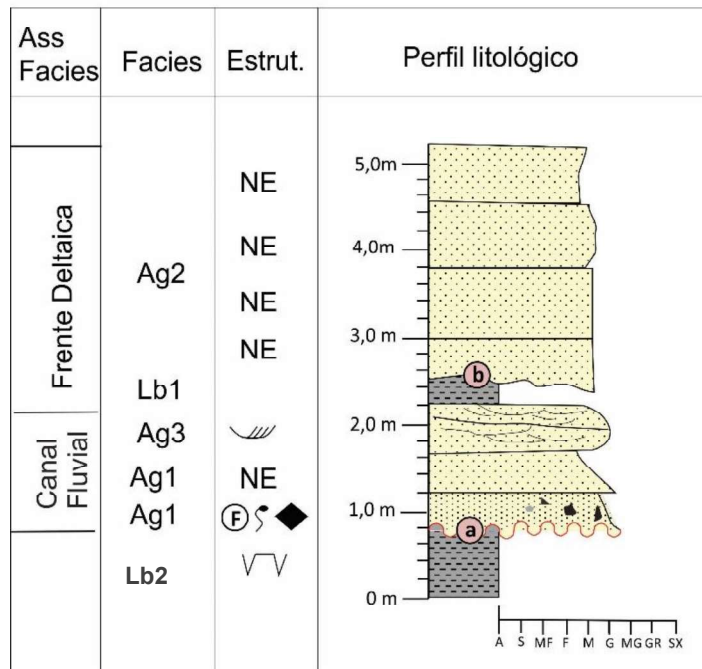 Ass
Facies
Facies
Estrut.
Perfil litológico
Frente Deltaica
Canal
Fluvial
Ag2
Lb1
Ag3
Ag1
Ag1
Lb2
NE
NE
NE
NE
NE
F
5,0m
4,0m
3,0 m
2,0 m
1,0 m
0 m
b
a
A S MF F M G MG GR SX